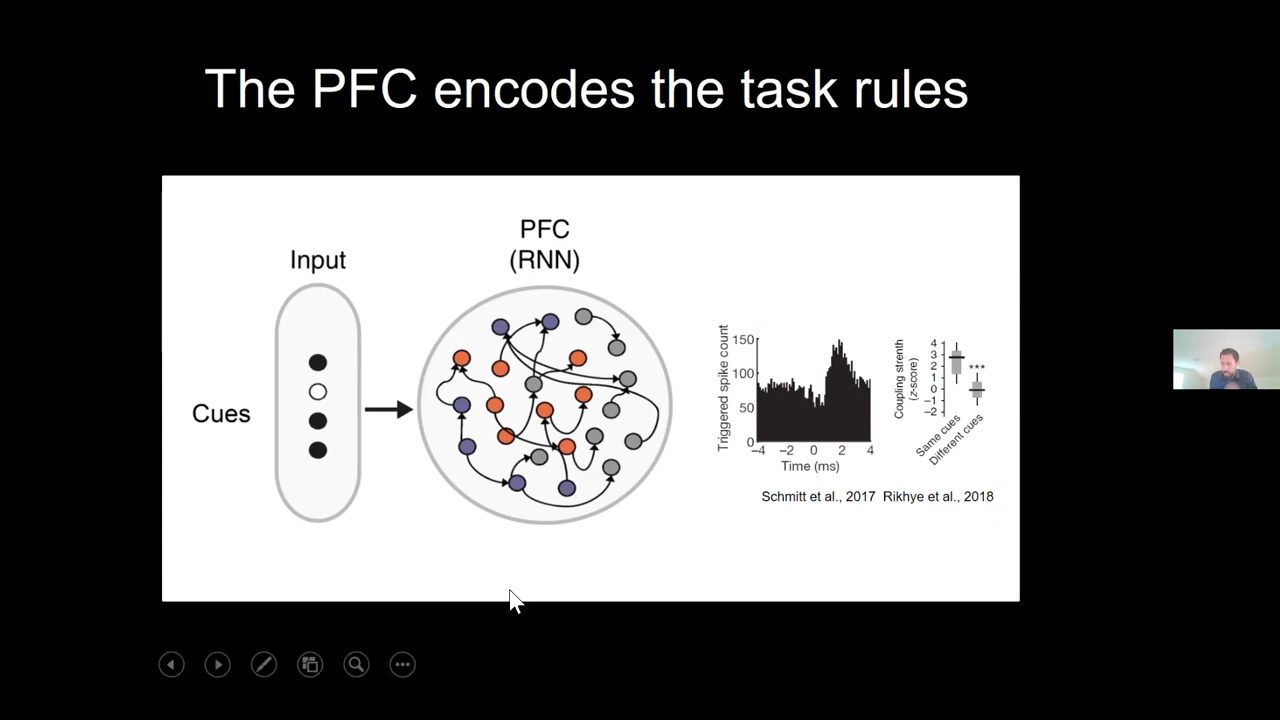 The PFC encodes the task rules
Input
PFC
(RNN)
Cues
Triggered spike count
150
100
50
0
−4
−2
0
2
4
Time (ms)
Coupling strenth
(z-score)
4
3
2
1
0
−1
−2
***
Same cues
Different cues
Schmitt et al., 2017
Rikhye et al., 2018